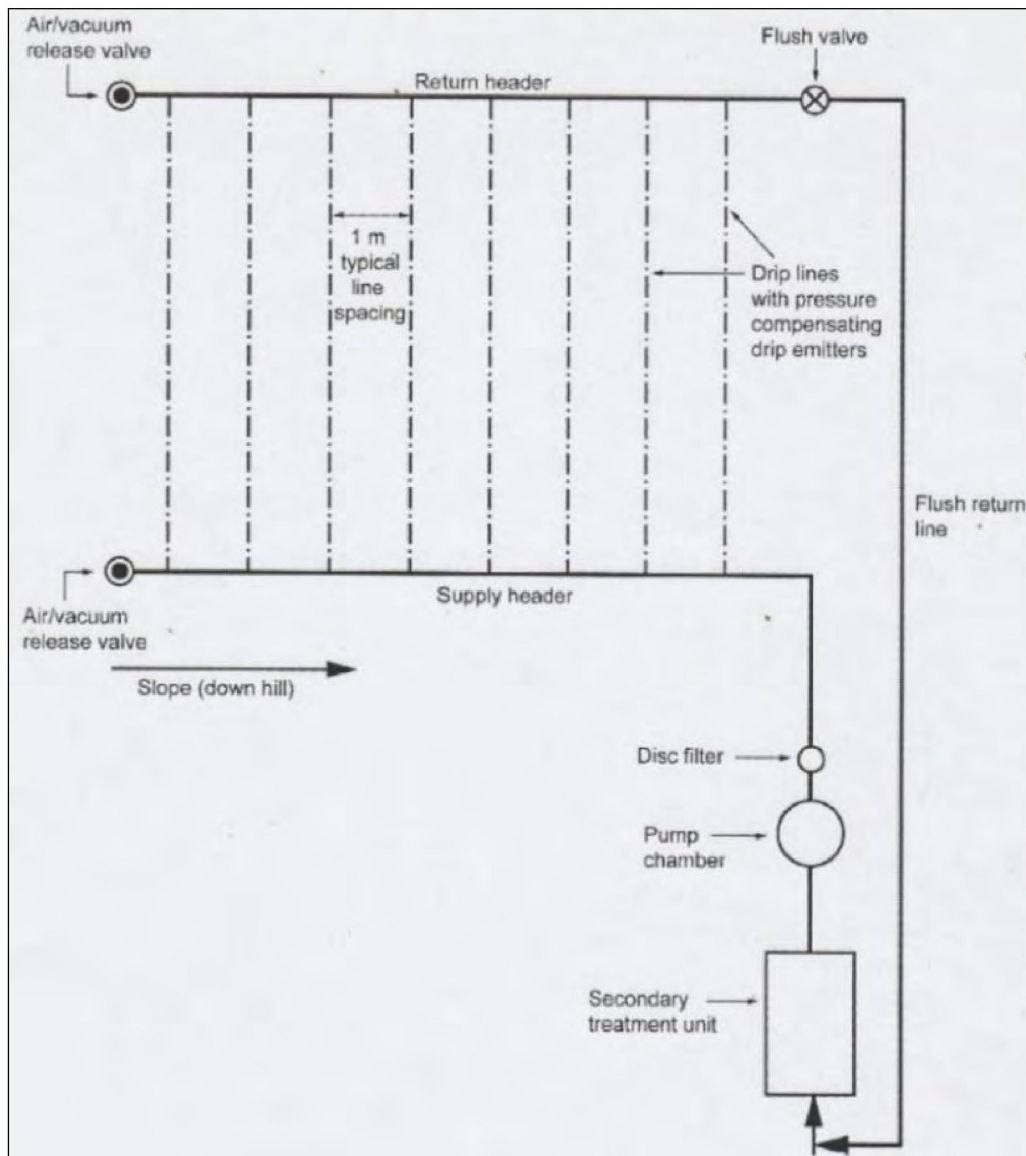 Air/vacuum
release valve
Flush valve
Return header
1 m
typical
line
spacing
Drip lines
with pressure
compensating
drip emitters
Flush return
line
Supply header
Air/vacuum
release valve
Slope (down hill)
Disc filter
Pump
chamber
Secondary
treatment unit